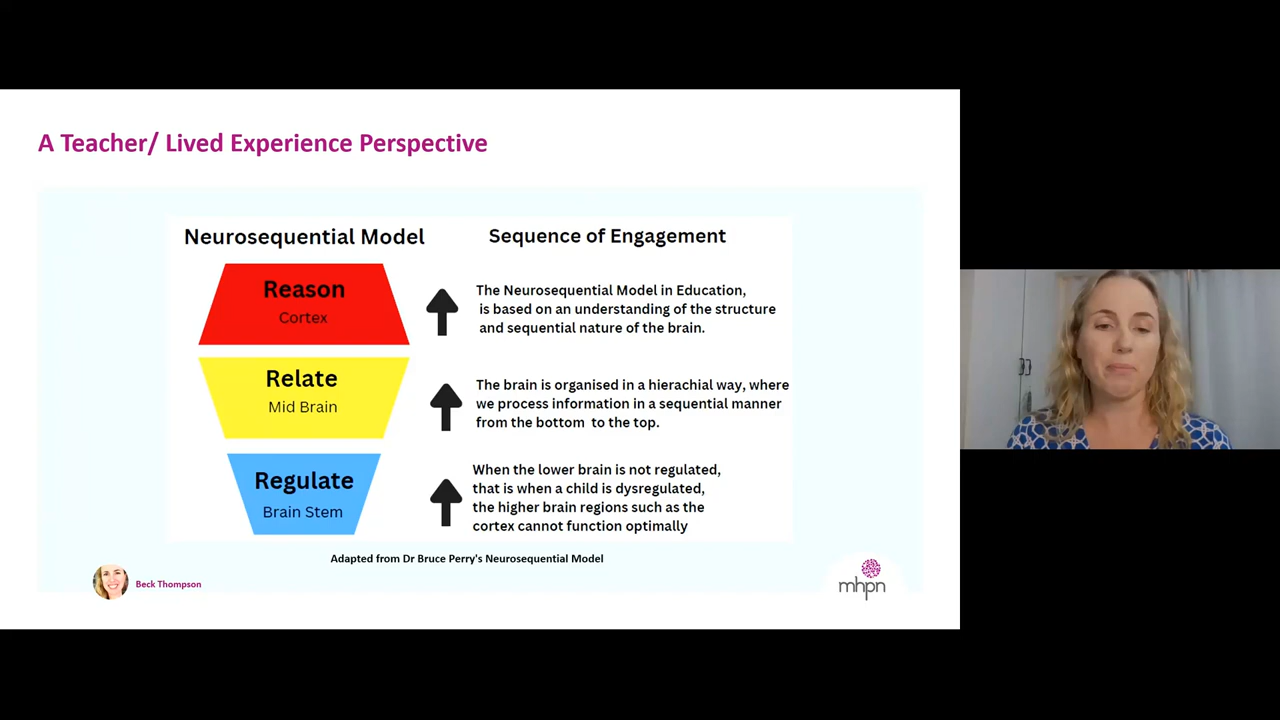 A Teacher/ Lived Experience Perspective
Neurosequential Model
Sequence of Engagement
Reason
Cortex
The Neurosequential Model in Education,
is based on an understanding of the structure
and sequential nature of the brain.
Relate
Mid Brain
The brain is organised in a hierachial way, where
we process information in a sequential manner
from the bottom to the top.
Regulate
Brain Stem
When the lower brain is not regulated,
that is when a child is dysregulated,
the higher brain regions such as the
cortex cannot function optimally
Adapted from Dr Bruce Perry's Neurosequential Model
Beck Thompson
mhpn